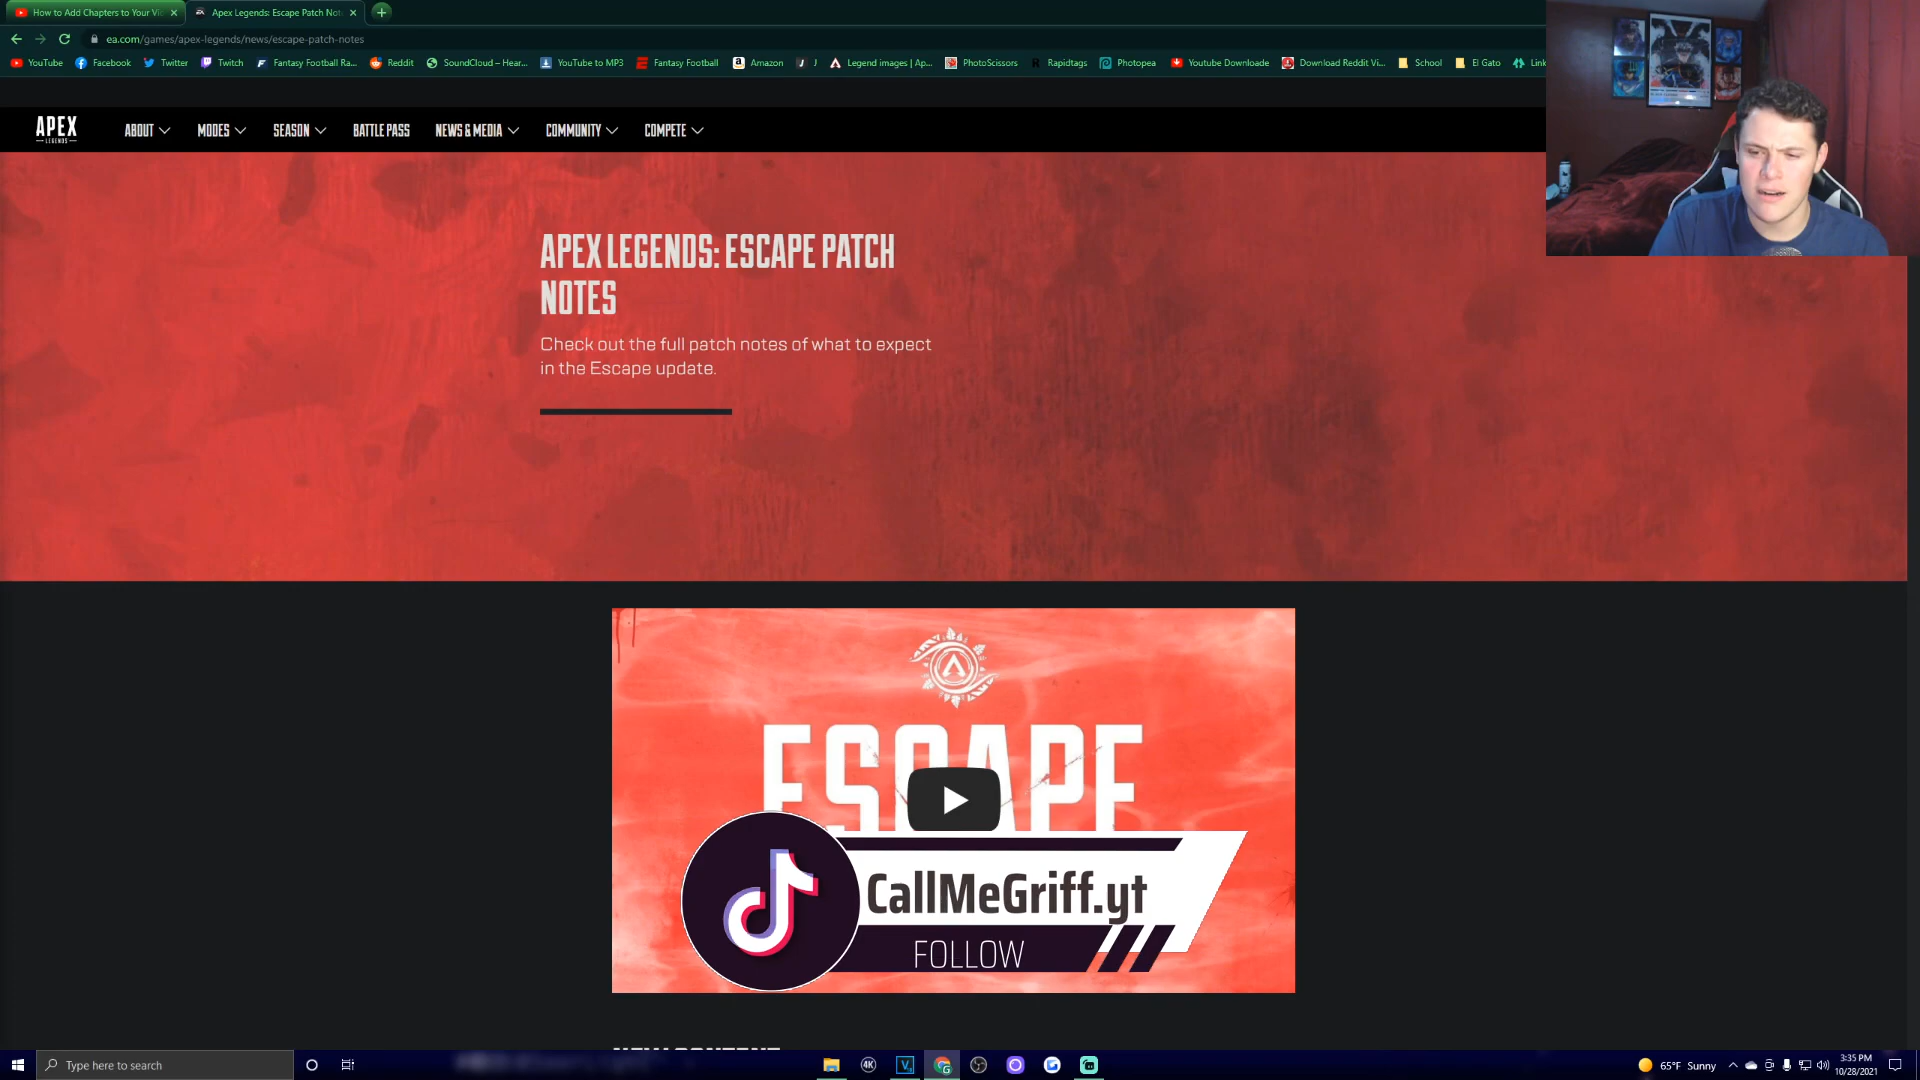 How to Add Chapters to Your Vi
Apex Legends: Escape Patch Not
ea.com/games/apex-legends/news/escape-patch-notes
YouTube
Facebook
Twitter
Twitch
Fantasy Football Ra...
Reddit
SoundCloud – Hear...
YouTube to MP3
Fantasy Football
Amazon
J
Legend images | Ap...
PhotoScissors
Rapidtags
Photopea
Youtube Downloade
Download Reddit Vi...
School
El Gato
Link
APEX
LEGENDS
ABOUT
MODES
SEASON
BATTLE PASS
NEWS & MEDIA
COMMUNITY
COMPETE
APEX LEGENDS: ESCAPE PATCH
NOTES
Check out the full patch notes of what to expect
in the Escape update.
ESCAPE
CallMeGriff.yt
FOLLOW
NEW CONTENT
Type here to search
4K
65°F Sunny
3:35 PM
10/28/2021